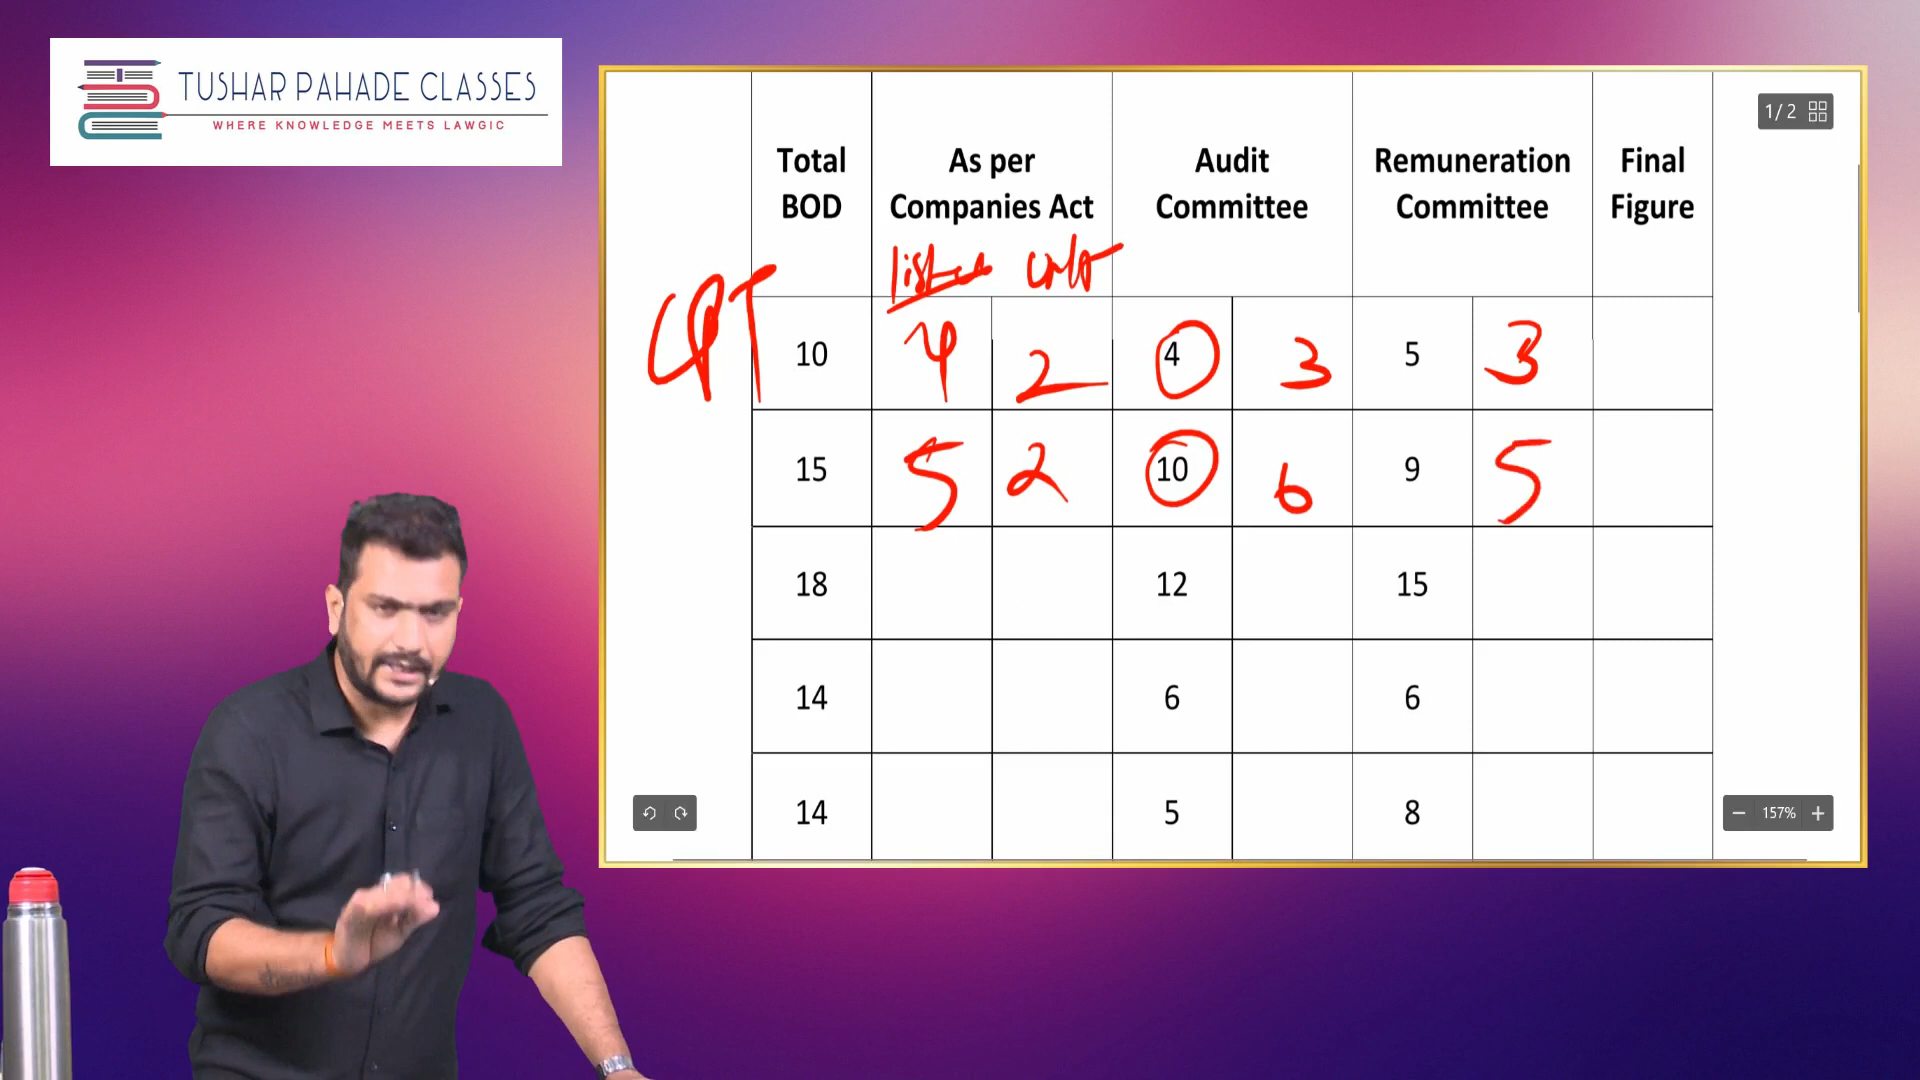 TUSHAR PAHADE CLASSES
WHERE KNOWLEDGE MEETS LAWGIC
1/2
Total BOD
As per Companies Act
Audit Committee
Remuneration Committee
Final Figure
listed
10 4 2 4 3 5 3
15 5 2 10 6 9 5
18 12 15
14 6 6
14 5 8
157%